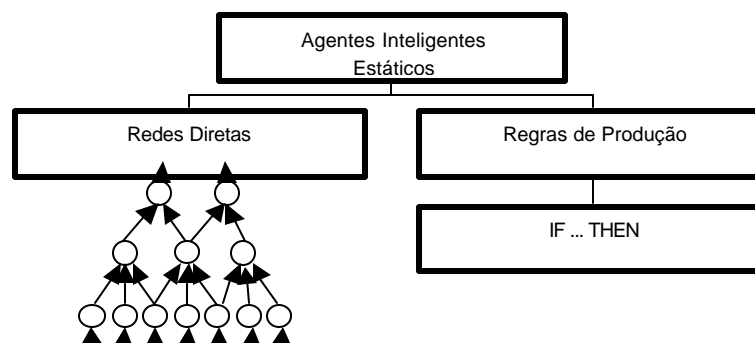 Agentes Inteligentes
Estáticos
Redes Diretas
Regras de Produção
IF ... THEN